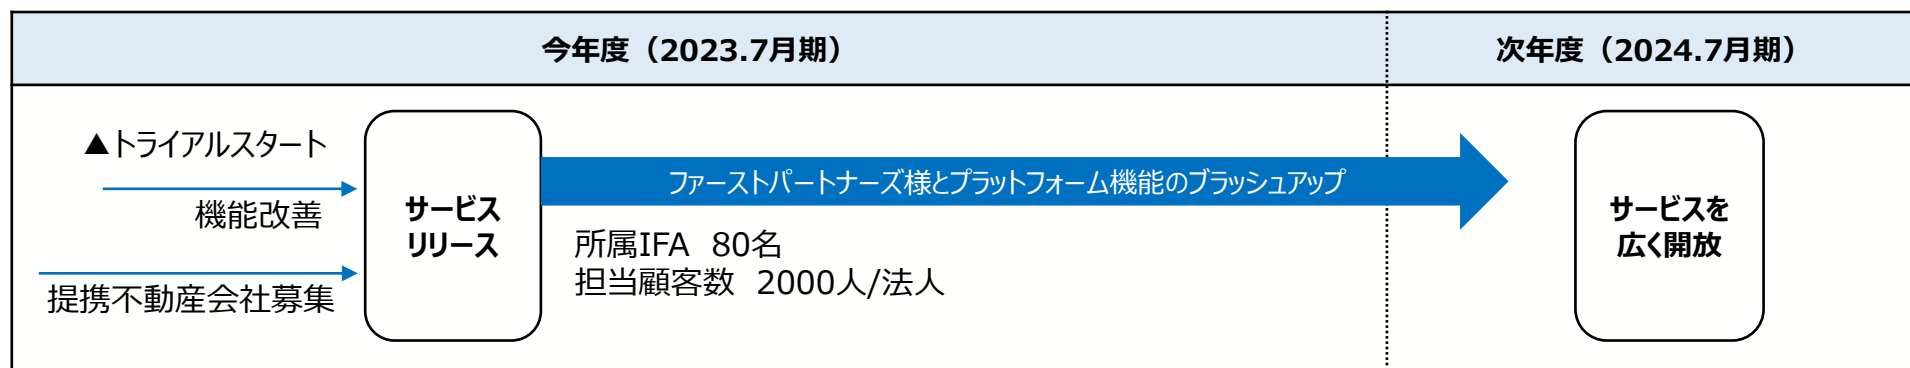 今年度（2023.7月期）
次年度（2024.7月期）
▲トライアルスタート
機能改善
提携不動産会社募集
サービス
リリース
ファーストパートナーズ様とプラットフォーム機能のブラッシュアップ
所属IFA 80名
担当顧客数 2000人/法人
サービスを
広く開放